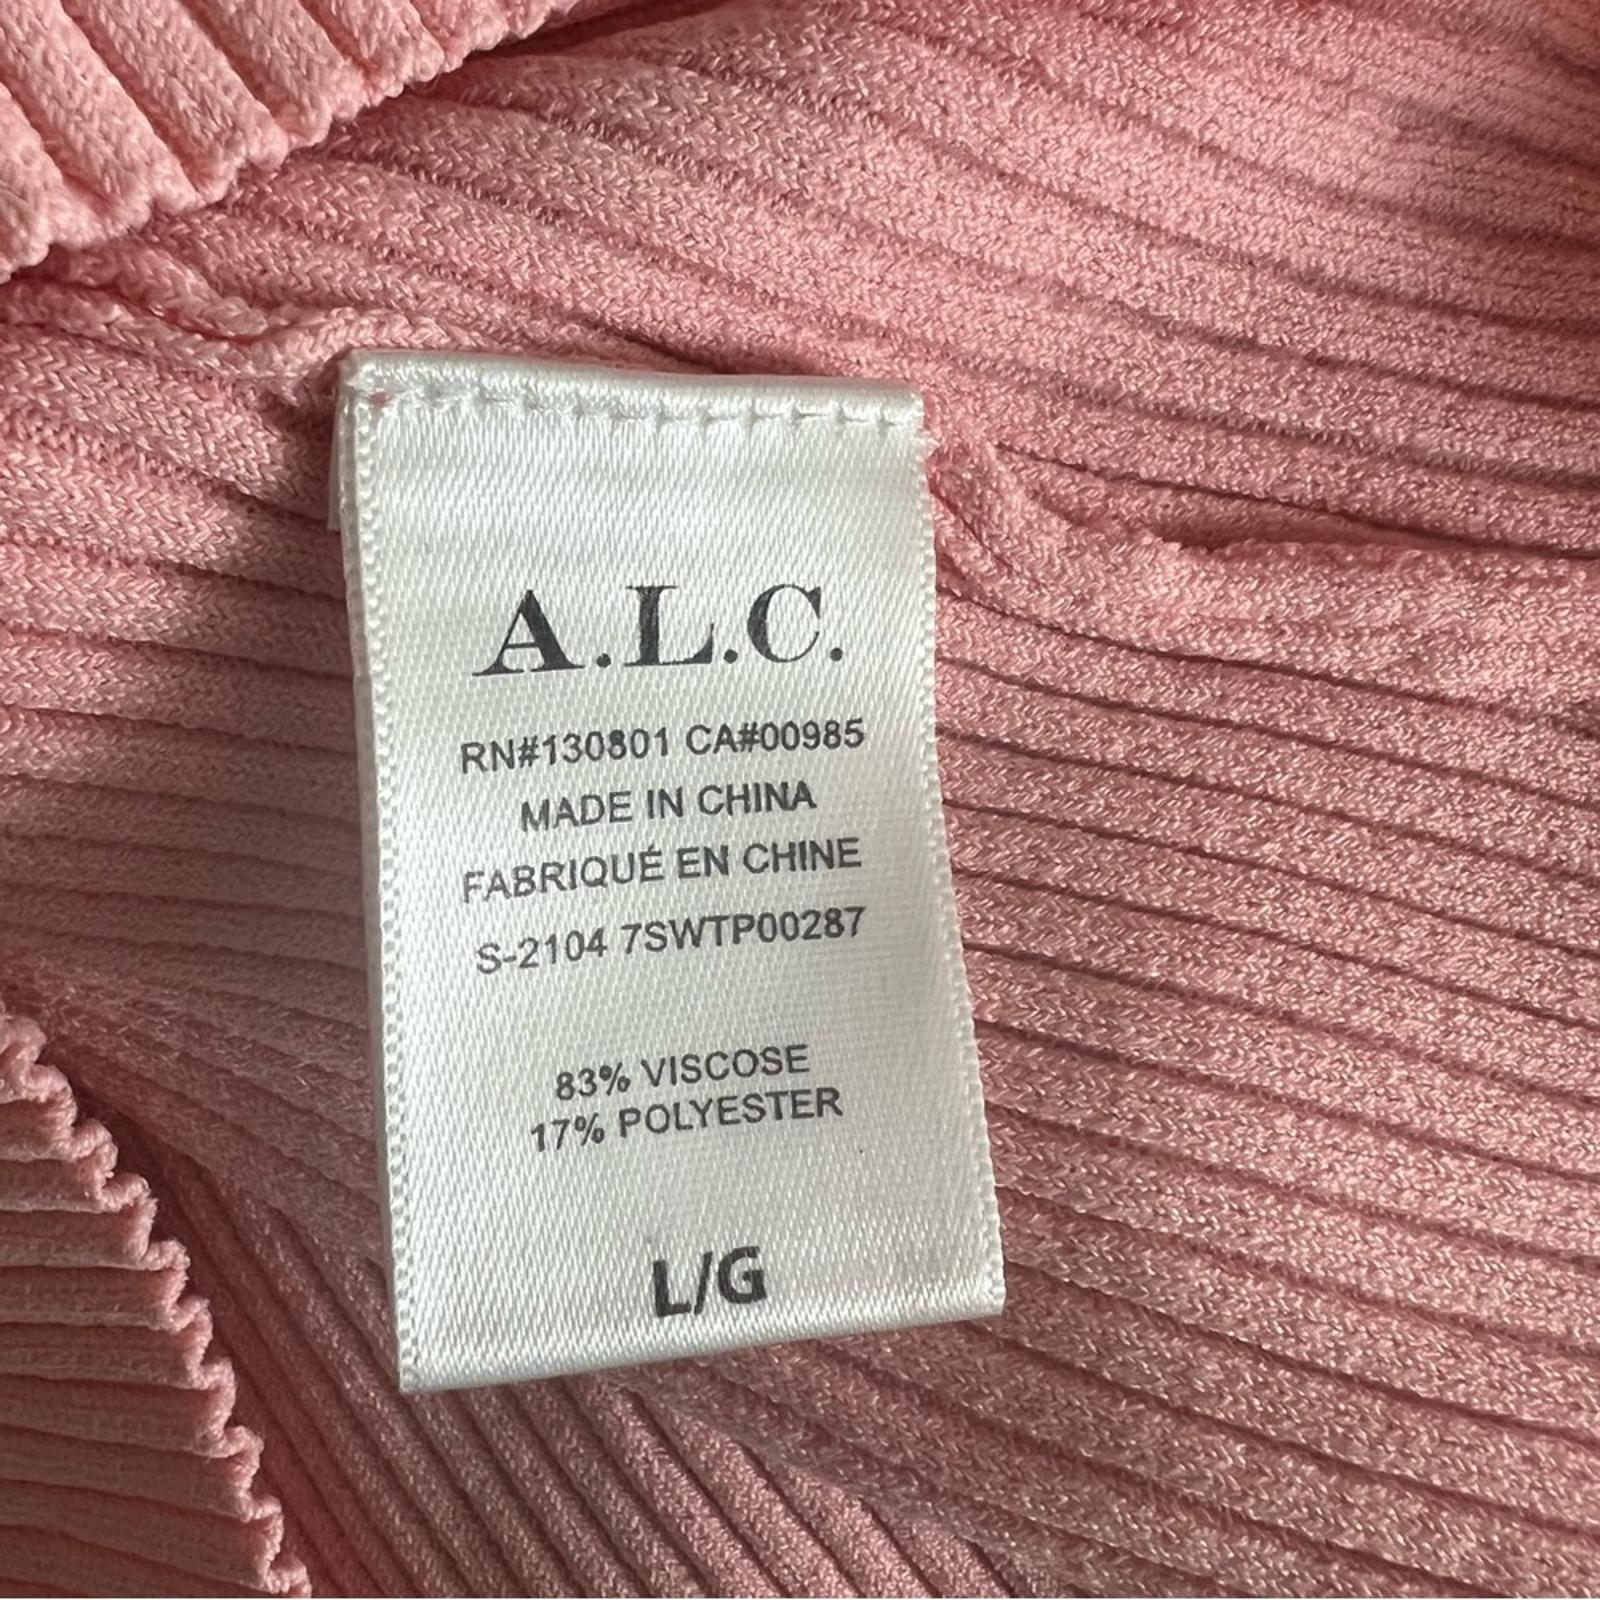 A.L.C.
RN#130801 CA#00985
MADE IN CHINA
FABRIQUÉ EN CHINE
S-2104 7SWTP00287
83% VISCOSE
17% POLYESTER
L/G